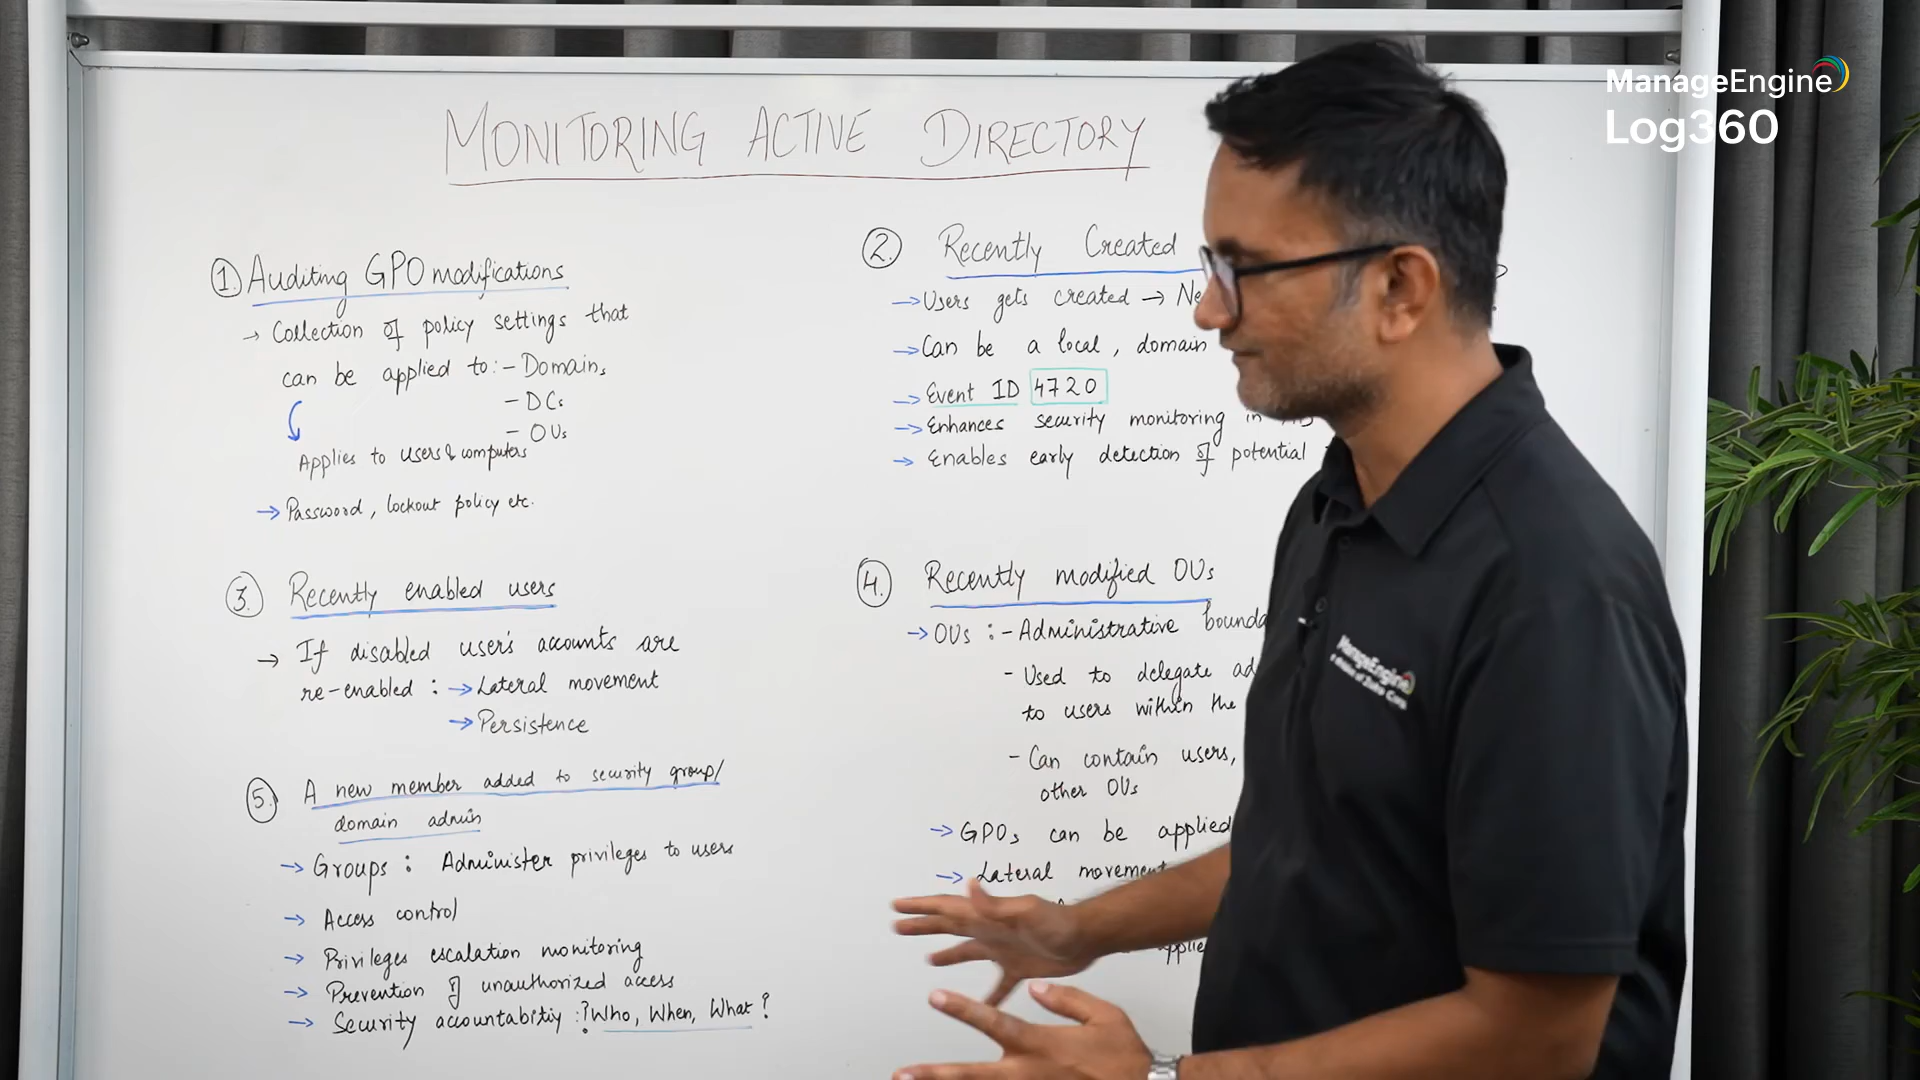 ManageEngine
Log360
MONITORING ACTIVE DIRECTORY
1. Auditing GPO modifications
→ Collection of policy settings that
can be applied to:- Domains
- DCs
- OUs
Applies to users & computers
→ Password, lockout policy etc.
2. Recently Created
→ Users gets created →
→ Can be a local, domain
→ Event ID 4720
→ Enhances security monitoring in
→ Enables early detection of potential
3. Recently enabled users
→ If disabled user's accounts are
re-enabled : → Lateral movement
→ Persistence
4. Recently modified OUs
→ OUs :- Administrative
- Used to delegate
to users within the
- Can contain users,
other OUs
→ GPOs can be applied
→ Lateral movement
5. A new member added to security group/
domain admin
→ Groups : Administer privileges to users
→ Access control
→ Privileges escalation monitoring
→ Prevention of unauthorized access
→ Security accountability :? Who, When, What ?
ManageEngine
a division of Zoho Corp.